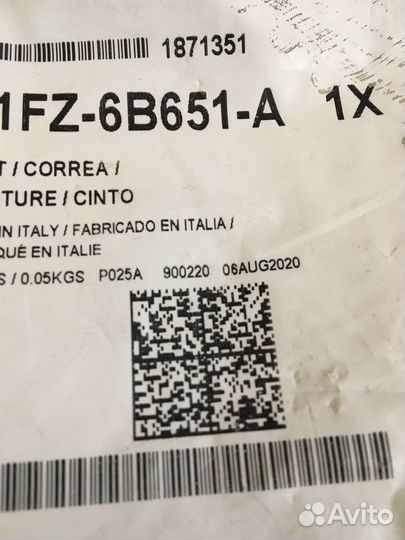 1871351
1FZ-6B651-A 1X
T / CORREA /
TURE / CINTO
IN ITALY / FABRICADO EN ITALIA /
QUÉ EN ITALIE
S / 0.05KGS P025A 900220 06AUG2020
Avito